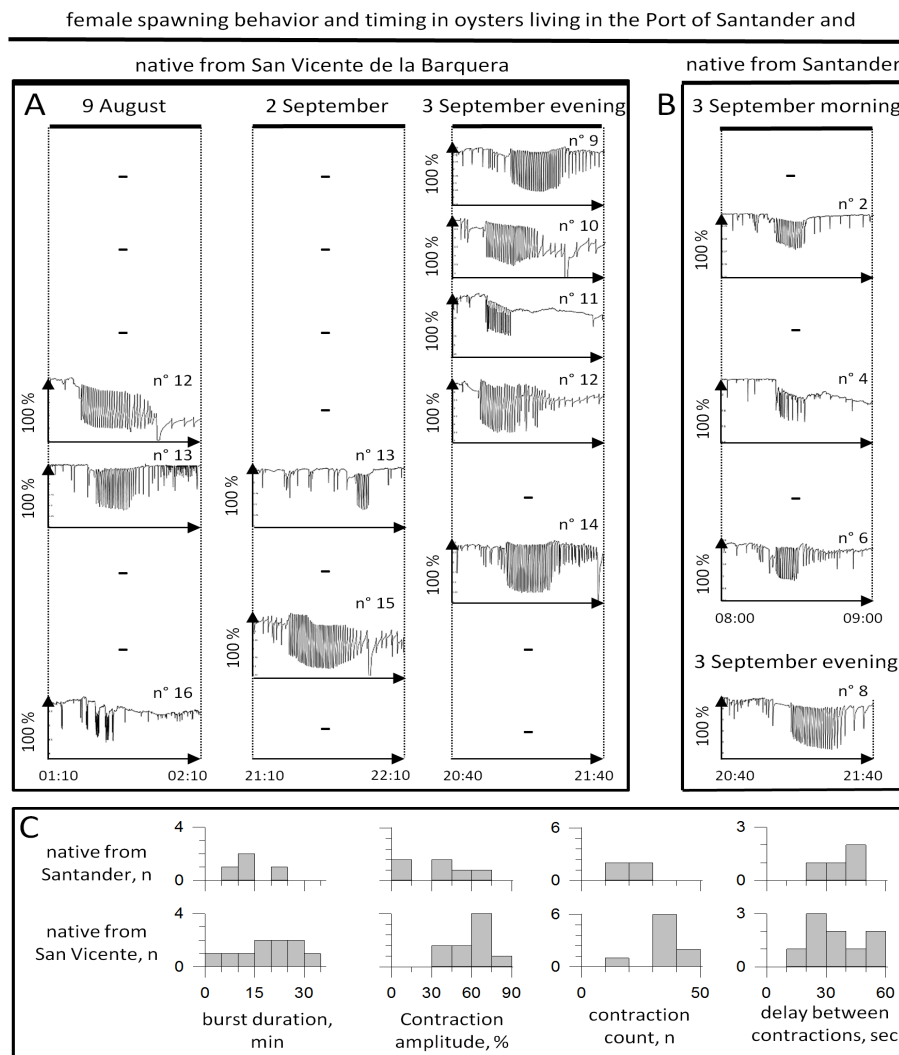 female spawning behavior and timing in oysters living in the Port of Santander and
native from San Vicente de la Barquera
A
9 August
2 September
3 September evening
100 %
n° 9
100 %
n° 10
100 %
n° 11
100 %
n° 12
100 %
n° 12
100 %
n° 13
100 %
n° 13
100 %
n° 14
100 %
n° 15
100 %
n° 16
01:10
02:10
21:10
22:10
20:40
21:40
native from Santander
B
3 September morning
100 %
n° 2
100 %
n° 4
100 %
n° 6
08:00
09:00
3 September evening
100 %
n° 8
20:40
21:40
C
native from
Santander, n
4
0
6
0
3
0
native from
San Vicente, n
4
0
6
0
3
0
0 15 30
burst duration,
min
0 30 60 90
Contraction
amplitude, %
0 50
contraction
count, n
0 30 60
delay between
contractions, sec